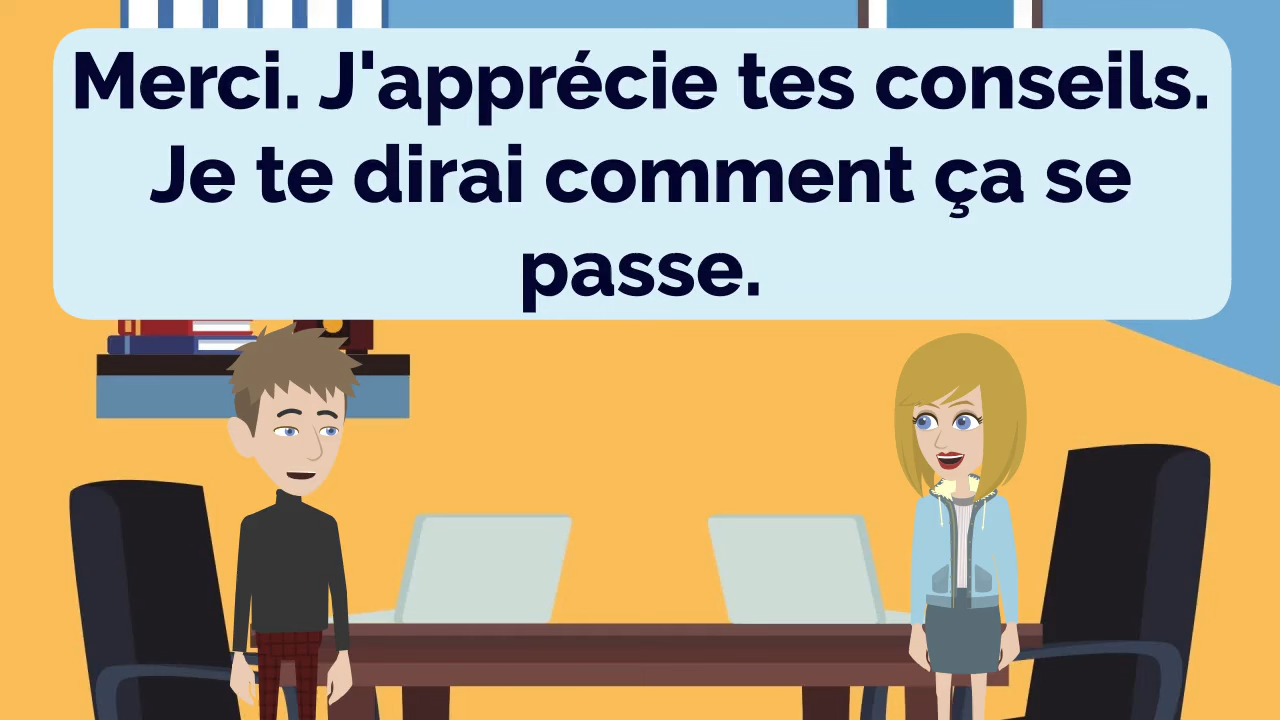 Merci. J'apprécie tes conseils.
Je te dirai comment ça se
passe.